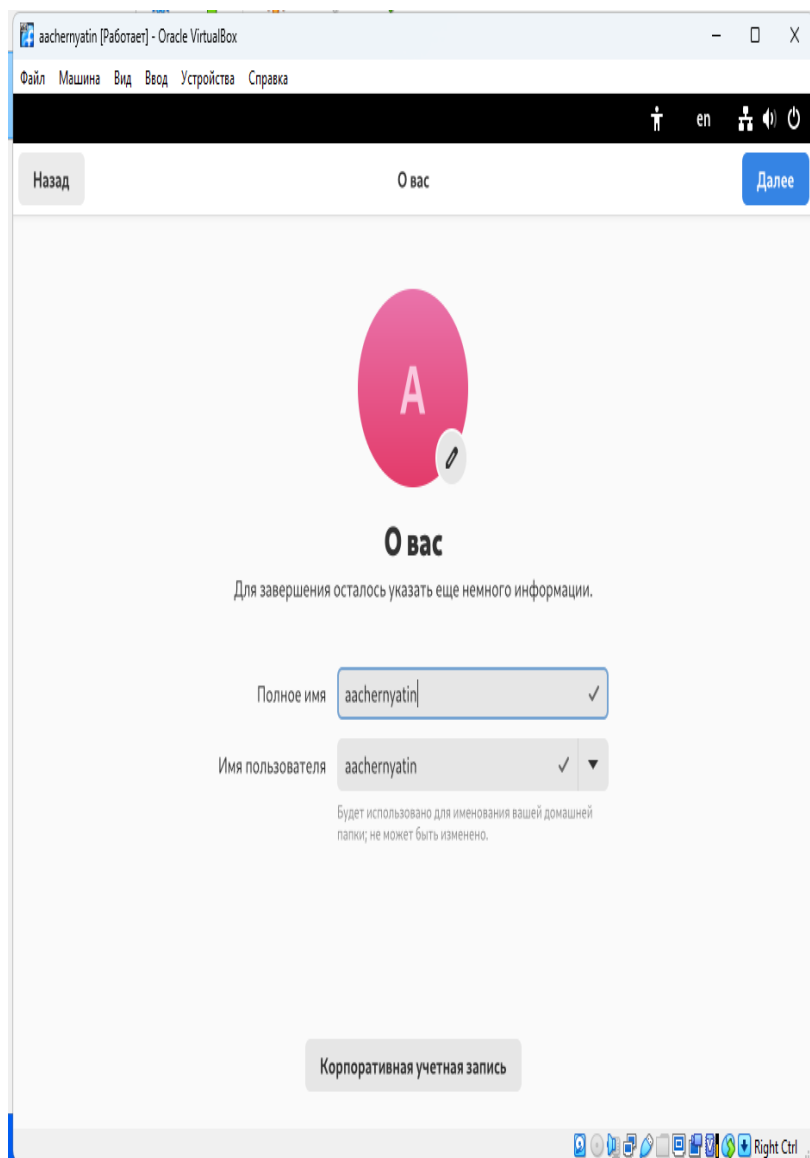 aachernyatin [Работает] - Oracle VirtualBox
Файл Машина Вид Ввод Устройства Справка
en
Назад О вас Далее
A
О вас
Для завершения осталось указать еще немного информации.
Полное имя aachernyatin
Имя пользователя aachernyatin
Будет использовано для именования вашей домашней
папки; не может быть изменено.
Корпоративная учетная запись
Right Ctrl